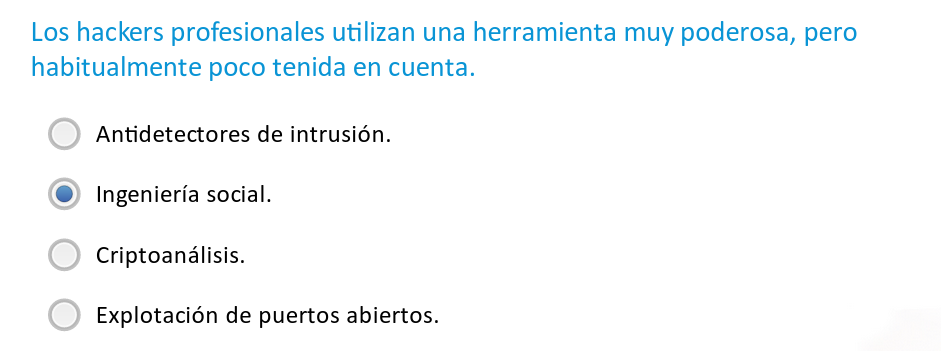 Los hackers profesionales utilizan una herramienta muy poderosa, pero
habitualmente poco tenida en cuenta.
Antidetectores de intrusión.
Ingeniería social.
Criptoanálisis.
Explotación de puertos abiertos.